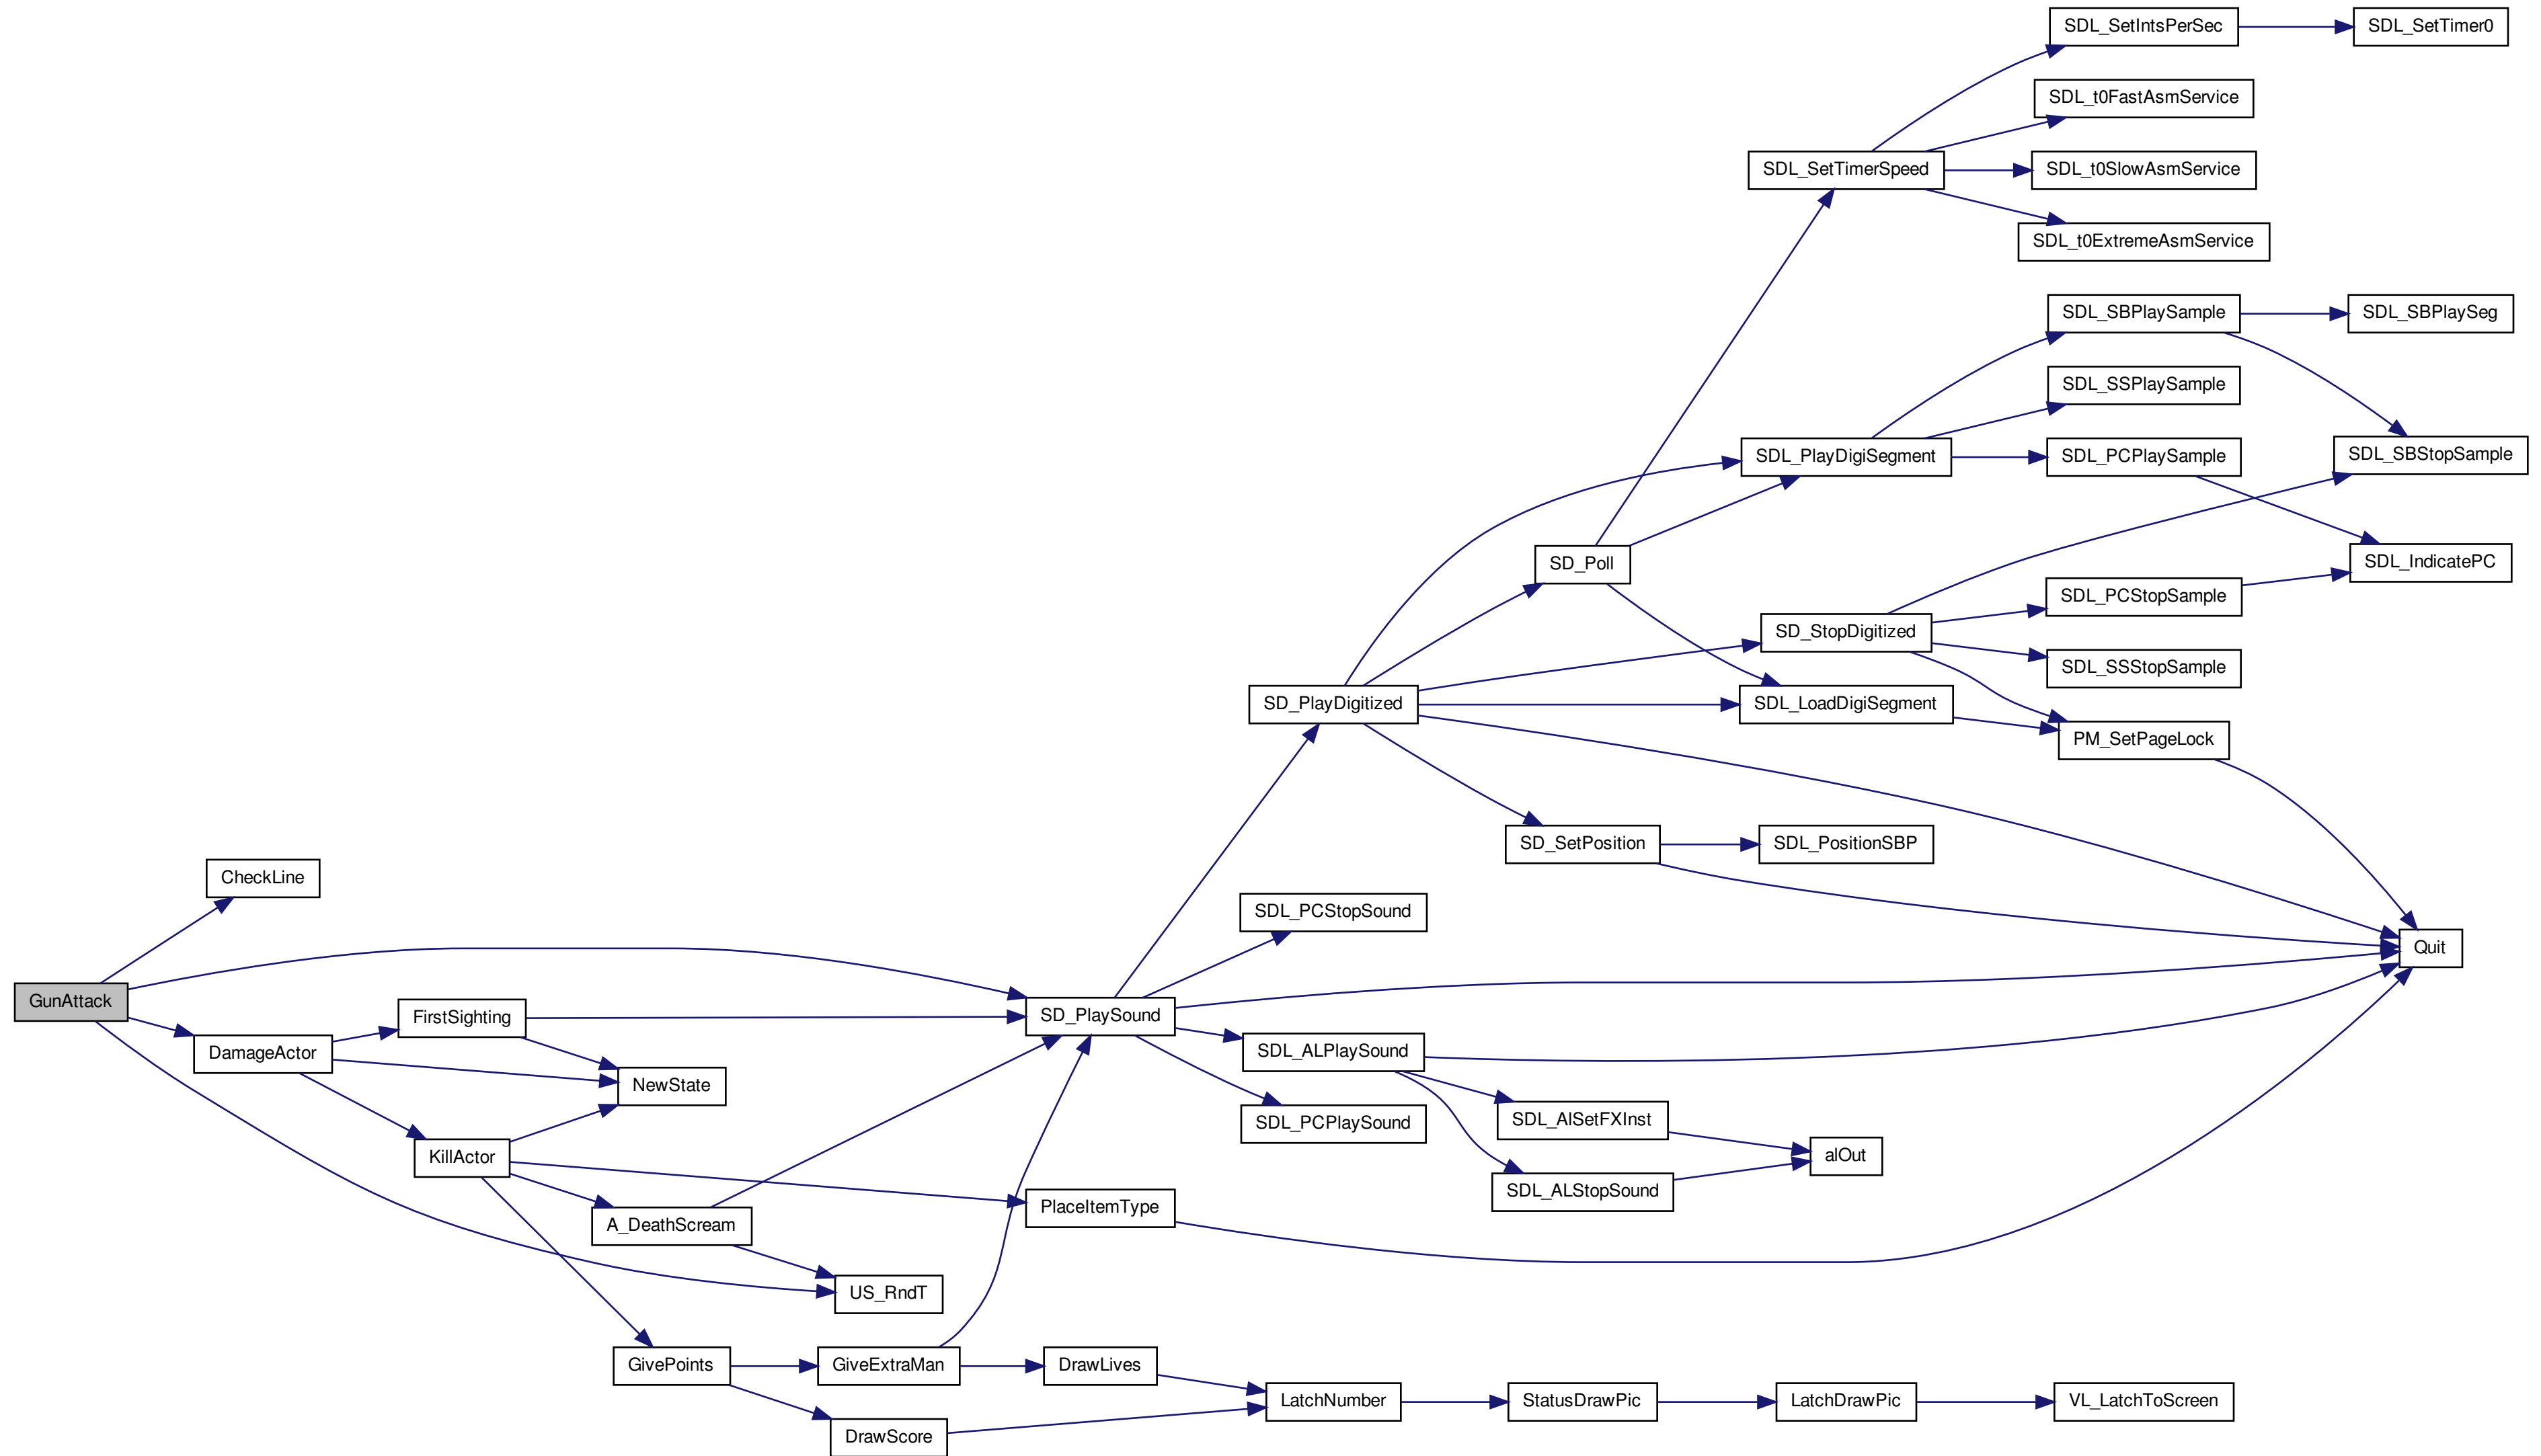 SDL_SetIntsPerSec
SDL_SetTimer0
SDL_t0FastAsmService
SDL_SetTimerSpeed
SDL_t0SlowAsmService
SDL_t0ExtremeAsmService
SDL_SBPlaySample
SDL_SBPlaySeg
SDL_SSPlaySample
SDL_PlayDigiSegment
SDL_PCPlaySample
SDL_SBStopSample
SD_Poll
SDL_IndicatePC
SDL_PCStopSample
SD_StopDigitized
SDL_SSStopSample
SD_PlayDigitized
SDL_LoadDigiSegment
PM_SetPageLock
SD_SetPosition
SDL_PositionSBP
CheckLine
SDL_PCStopSound
Quit
GunAttack
FirstSighting
SD_PlaySound
DamageActor
SDL_ALPlaySound
NewState
SDL_AlSetFXInst
SDL_PCPlaySound
KillActor
alOut
SDL_ALStopSound
PlaceItemType
A_DeathScream
US_RndT
GivePoints
GiveExtraMan
DrawLives
LatchNumber
StatusDrawPic
LatchDrawPic
VL_LatchToScreen
DrawScore